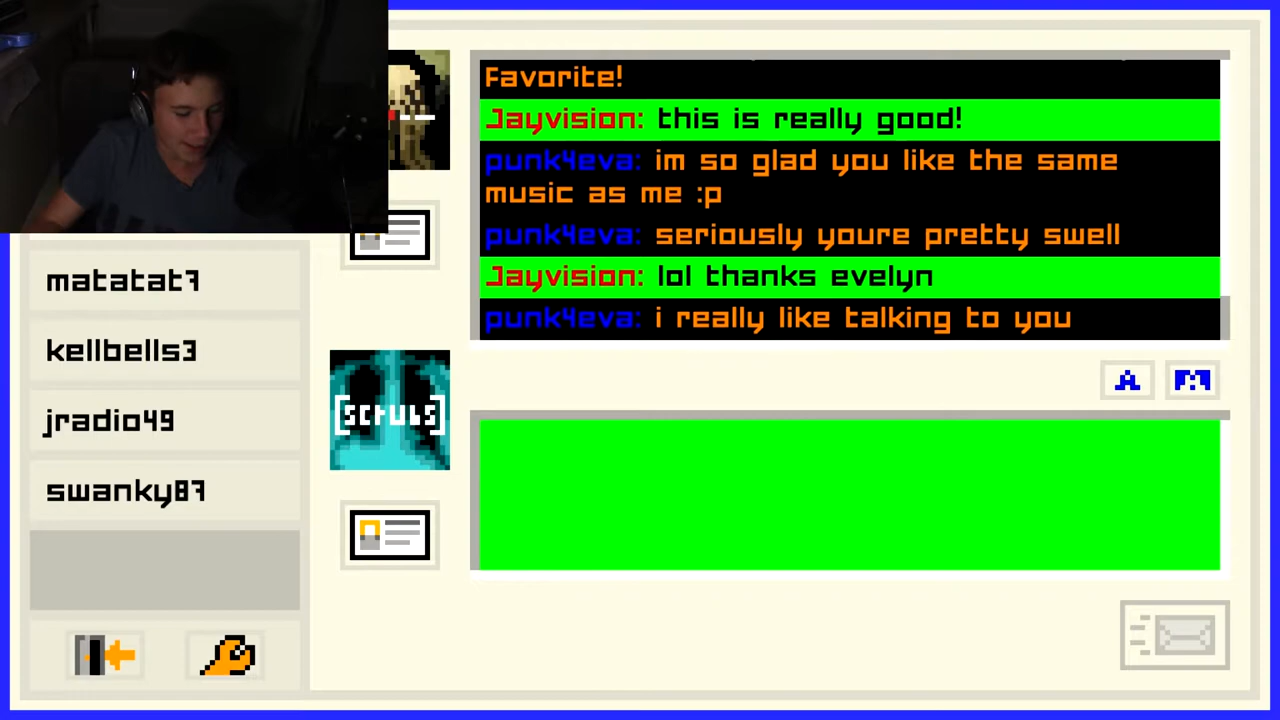 Favorite!
Jayvision: this is really good!
punk4eva: im so glad you like the same
music as me :p
punk4eva: seriously youre pretty swell
Jayvision: lol thanks evelyn
punk4eva: i really like talking to you
matatat7
kellbells3
jradio49
swanky87
[scrubs]
A